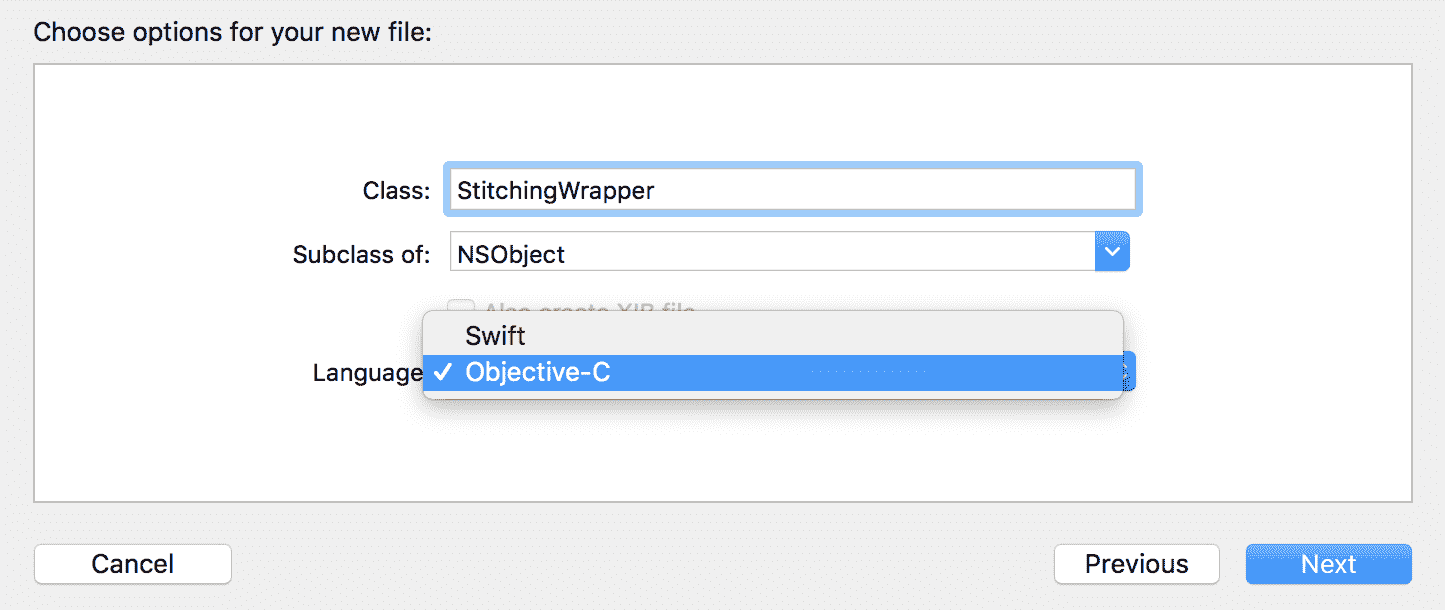 Choose options for your new file:
Class: StitchingWrapper
Subclass of: NSObject
Also create XIB file
Swift
Language ✓ Objective-C
Cancel Previous Next